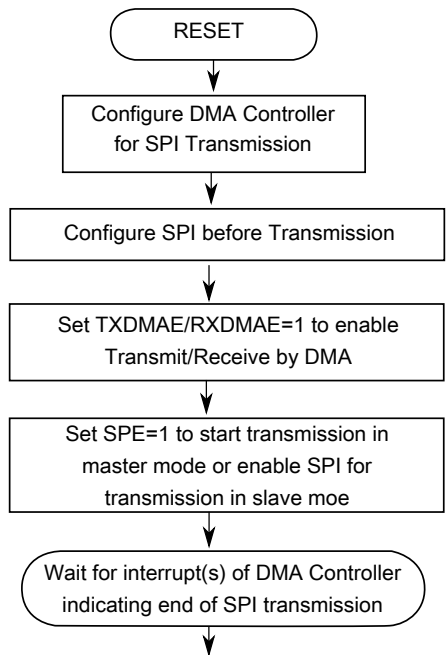 RESET
Configure DMA Controller
for SPI Transmission
Configure SPI before Transmission
Set TXDMAE/RXDMAE=1 to enable
Transmit/Receive by DMA
Set SPE=1 to start transmission in
master mode or enable SPI for
transmission in slave moe
Wait for interrupt(s) of DMA Controller
indicating end of SPI transmission